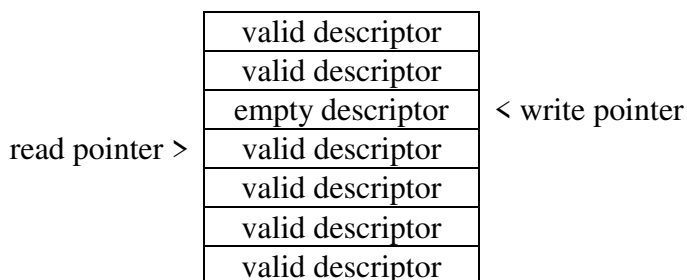 valid descriptor
valid descriptor
empty descriptor < write pointer
read pointer > valid descriptor
valid descriptor
valid descriptor
valid descriptor